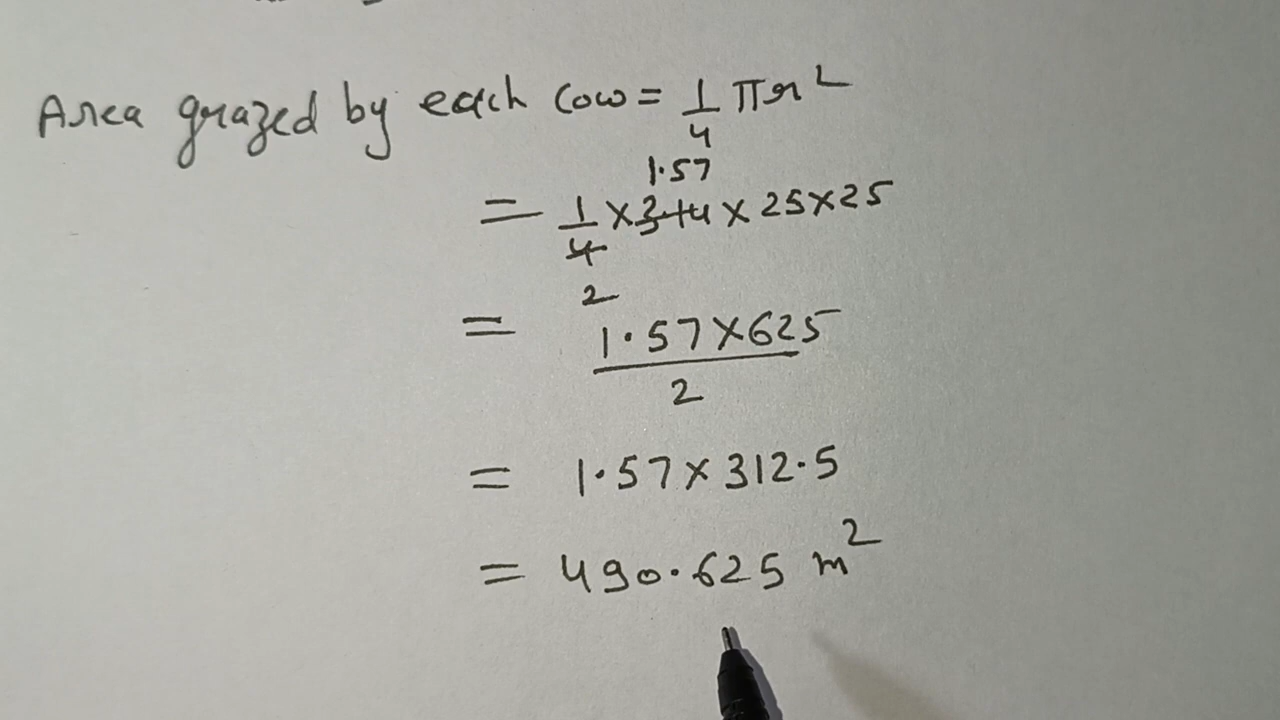 Area grazed by each cow = 1/4 πr²
1.57
= 1/4 × 3.14 × 25×25
2
= 1.57×625/2
= 1.57×312.5
= 490.625 m²